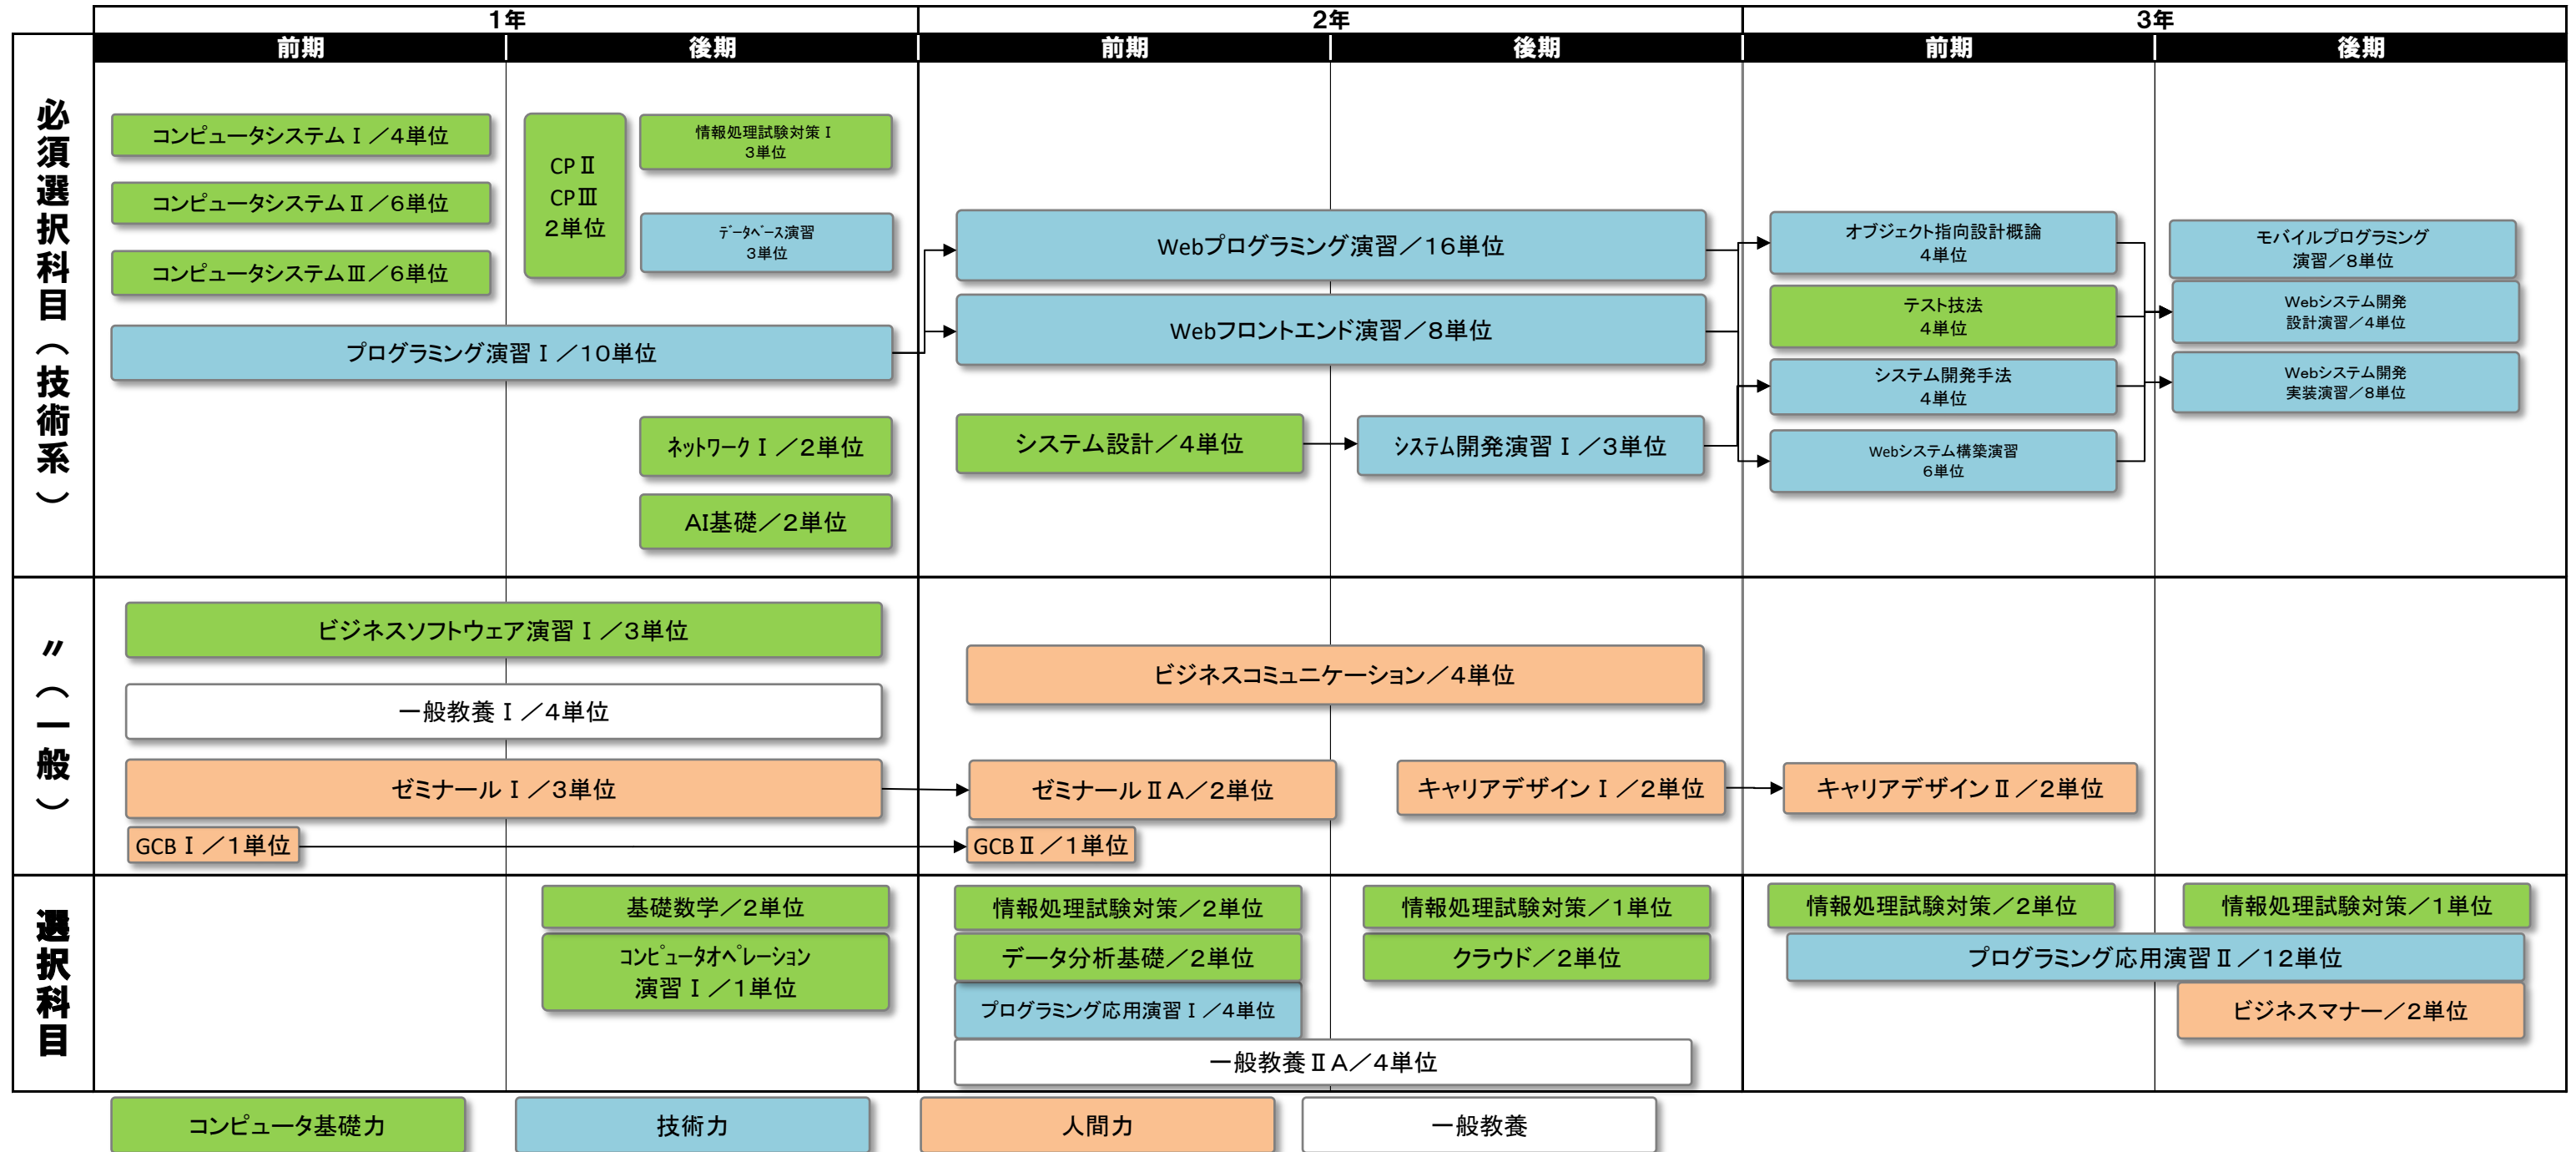 1年
2年
3年
前期
後期
前期
後期
前期
後期
必須選択科目（技術系）
コンピュータシステムⅠ／4単位
コンピュータシステムⅡ／6単位
コンピュータシステムⅢ／6単位
プログラミング演習Ⅰ／10単位
CPⅡ
CPⅢ
2単位
情報処理試験対策Ⅰ
3単位
ﾃﾞｰﾀﾍﾞｰｽ演習
3単位
ﾈｯﾄﾜｰｸⅠ／2単位
AI基礎／2単位
Webプログラミング演習／16単位
Webフロントエンド演習／8単位
システム設計／4単位
ｼｽﾃﾑ開発演習Ⅰ／3単位
オブジェクト指向設計概論
4単位
テスト技法
4単位
システム開発手法
4単位
Webシステム構築演習
6単位
モバイルプログラミング
演習／8単位
Webシステム開発
設計演習／4単位
Webシステム開発
実装演習／8単位
〃（一般）
ビジネスソフトウェア演習Ⅰ／3単位
一般教養Ⅰ／4単位
ゼミナールⅠ／3単位
GCBⅠ／1単位
ビジネスコミュニケーション／4単位
ゼミナールⅡA／2単位
GCBⅡ／1単位
キャリアデザインⅠ／2単位
キャリアデザインⅡ／2単位
選択科目
基礎数学／2単位
ｺﾝﾋﾟｭｰﾀｵﾍﾟﾚｰｼｮﾝ
演習Ⅰ／1単位
情報処理試験対策／2単位
データ分析基礎／2単位
プログラミング応用演習Ⅰ／4単位
一般教養ⅡA／4単位
情報処理試験対策／1単位
クラウド／2単位
情報処理試験対策／2単位
情報処理試験対策／1単位
プログラミング応用演習Ⅱ／12単位
ビジネスマナー／2単位
コンピュータ基礎力
技術力
人間力
一般教養